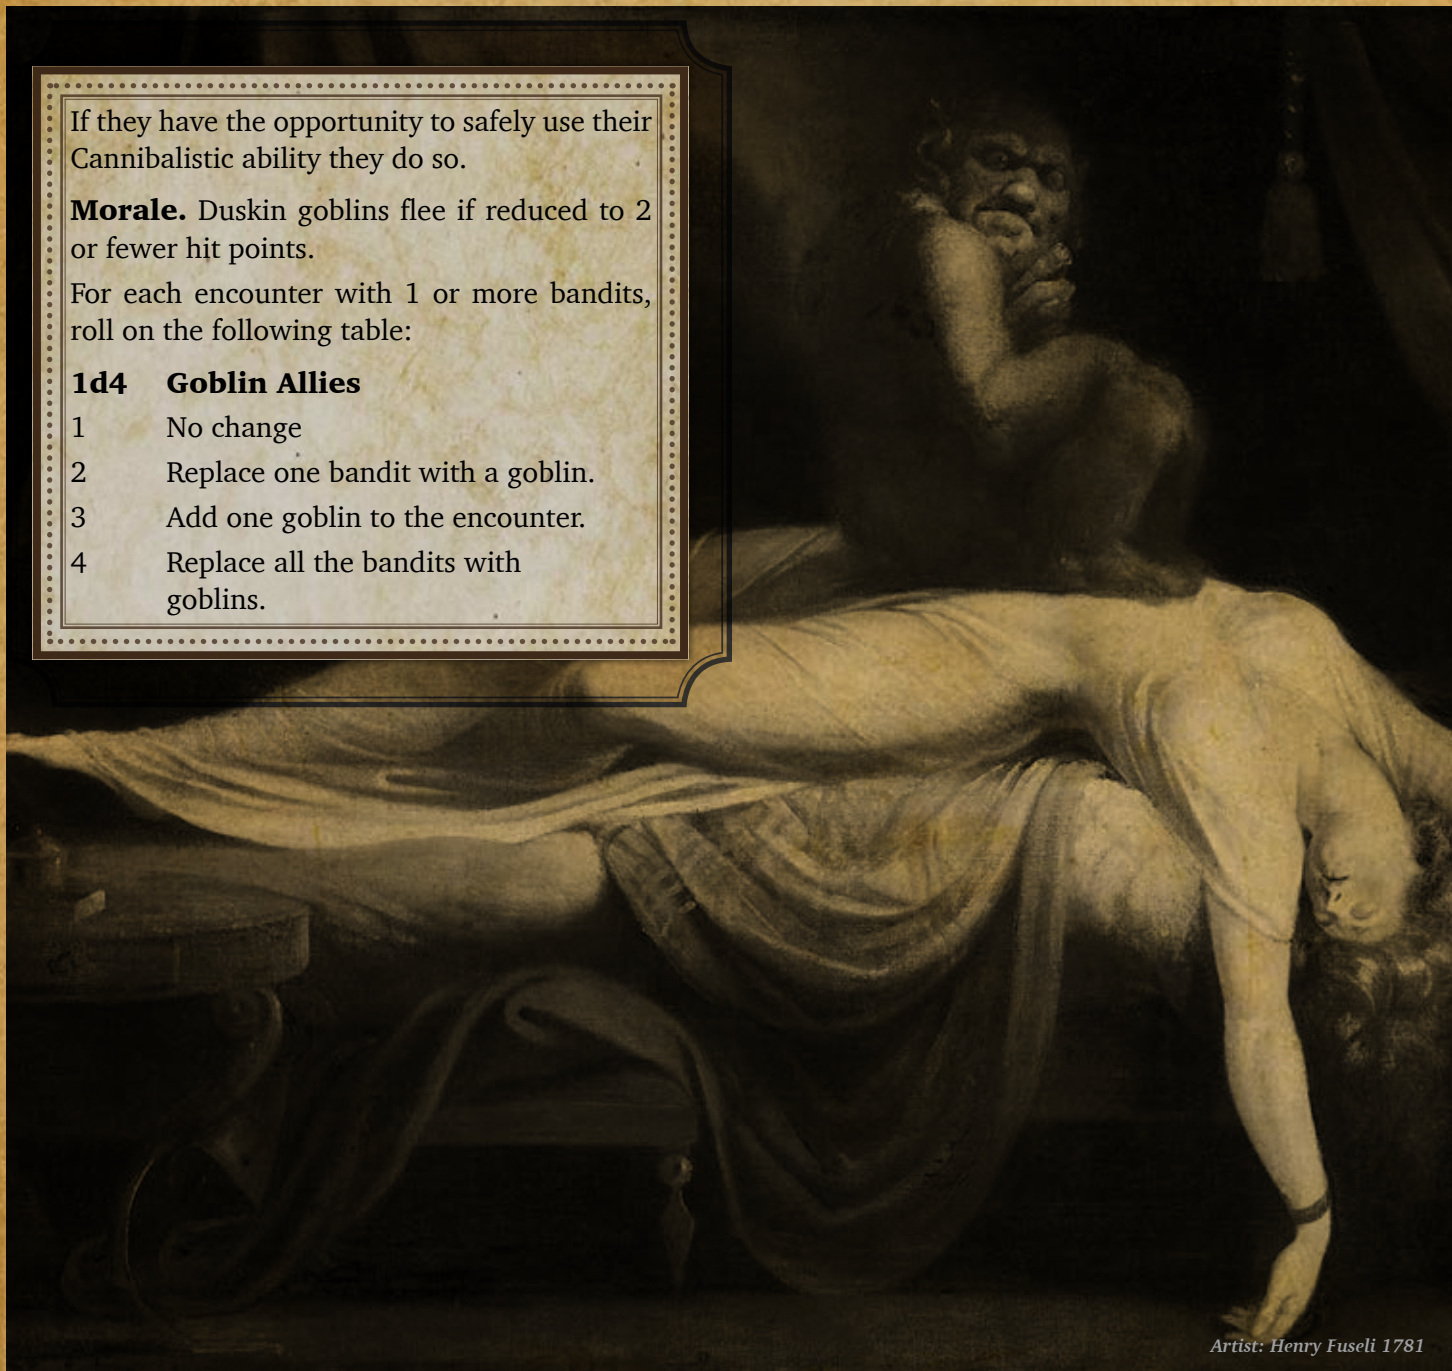 If they have the opportunity to safely use their
Cannibalistic ability they do so.
Morale. Duskin goblins flee if reduced to 2
or fewer hit points.
For each encounter with 1 or more bandits,
roll on the following table:
1d4 Goblin Allies
1 No change
2 Replace one bandit with a goblin.
3 Add one goblin to the encounter.
4 Replace all the bandits with
goblins.
Artist: Henry Fuseli 1781